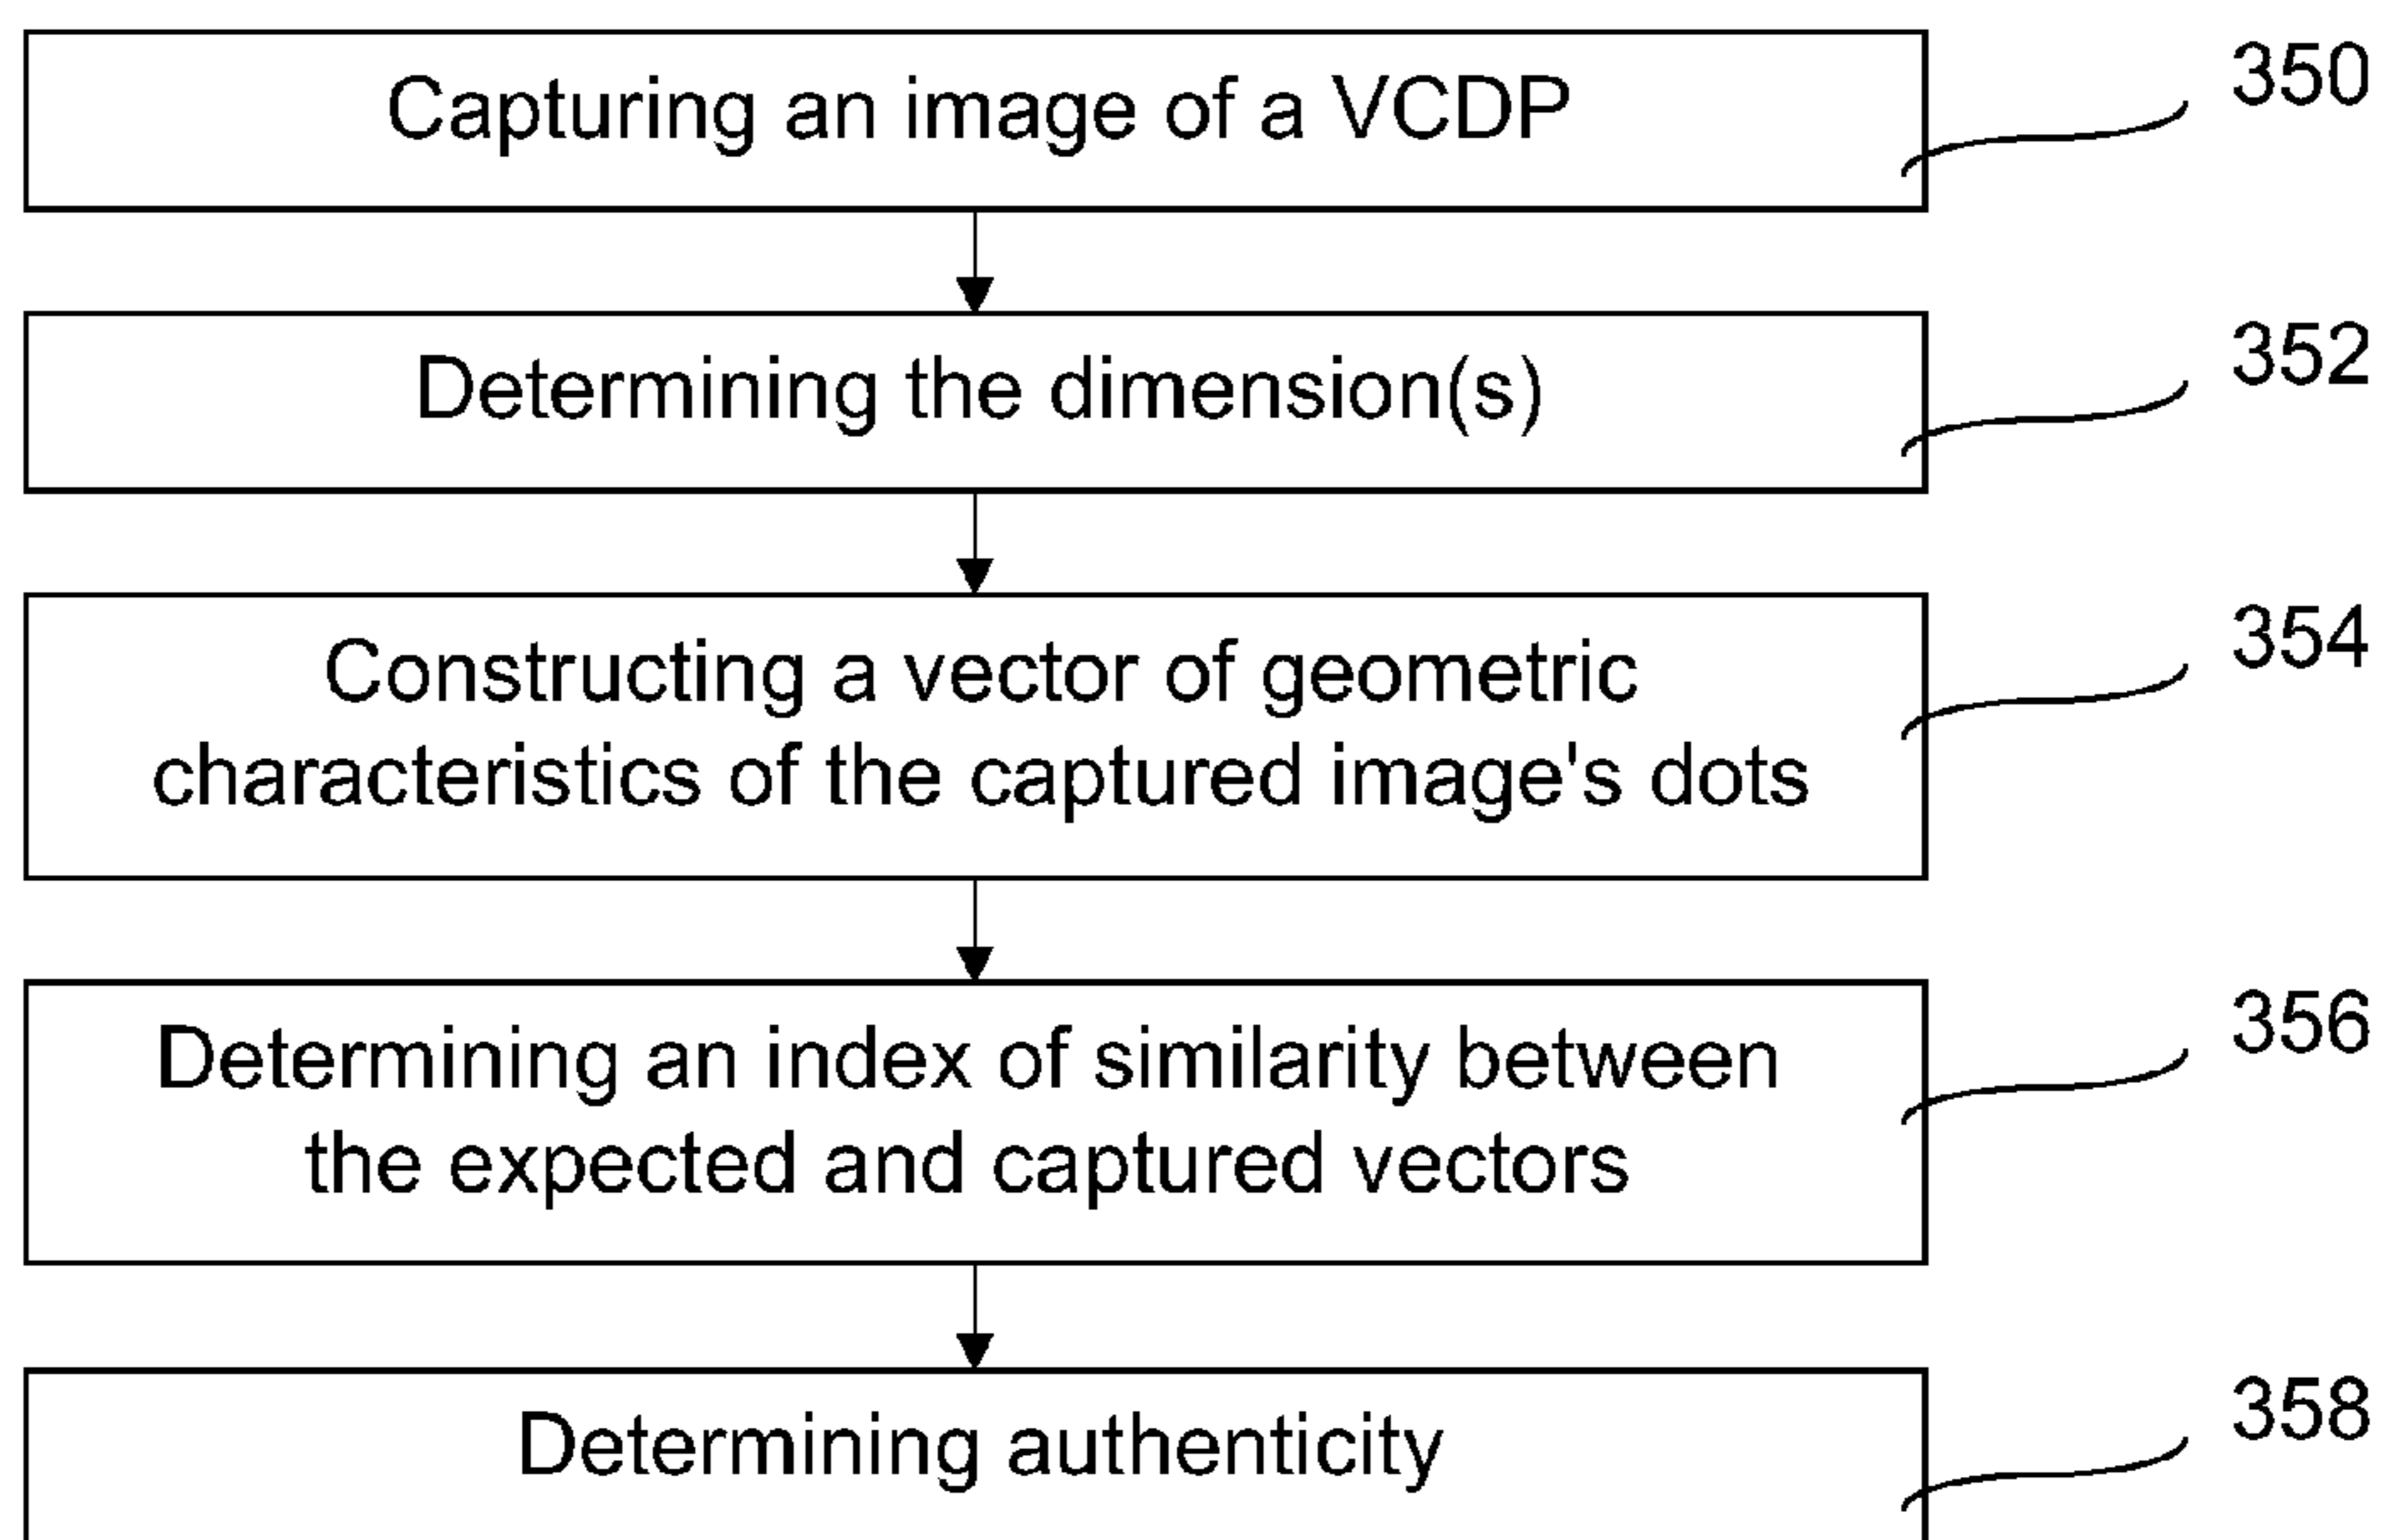 Capturing an image of a VCDP
350
Determining the dimension(s)
352
Constructing a vector of geometric
characteristics of the captured image's dots
354
Determining an index of similarity between
the expected and captured vectors
356
Determining authenticity
358